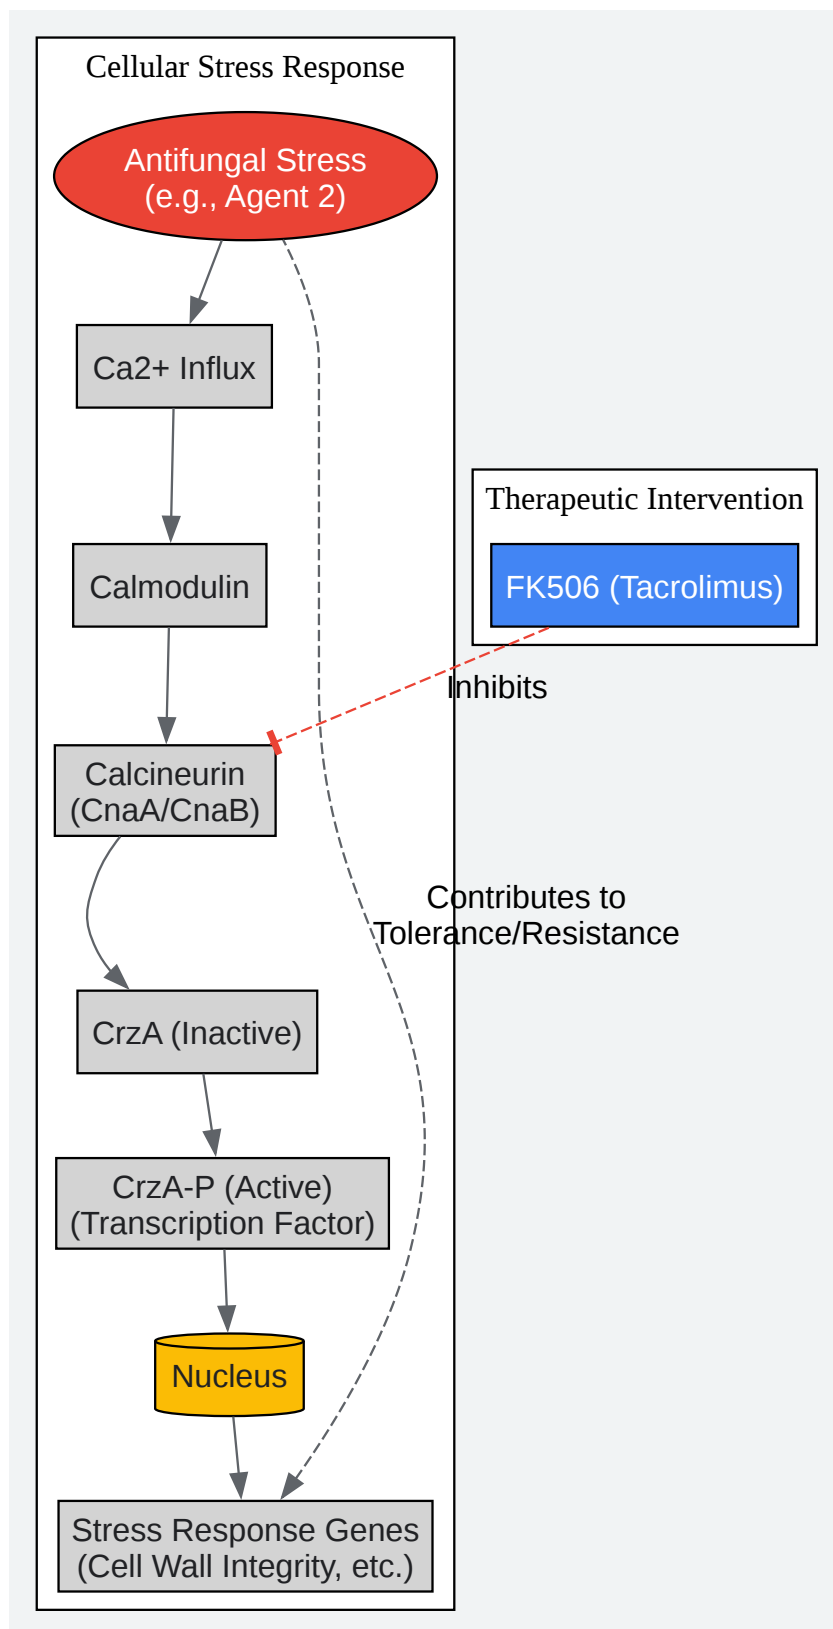 Cellular Stress Response
Antifungal Stress
(e.g., Agent 2)
Ca2+ Influx
Calmodulin
Therapeutic Intervention
FK506 (Tacrolimus)
Inhibits
Calcineurin
(CnaA/CnaB)
Contributes to
Tolerance/Resistance
CrzA (Inactive)
CrzA-P (Active)
(Transcription Factor)
Nucleus
Stress Response Genes
(Cell Wall Integrity, etc.)